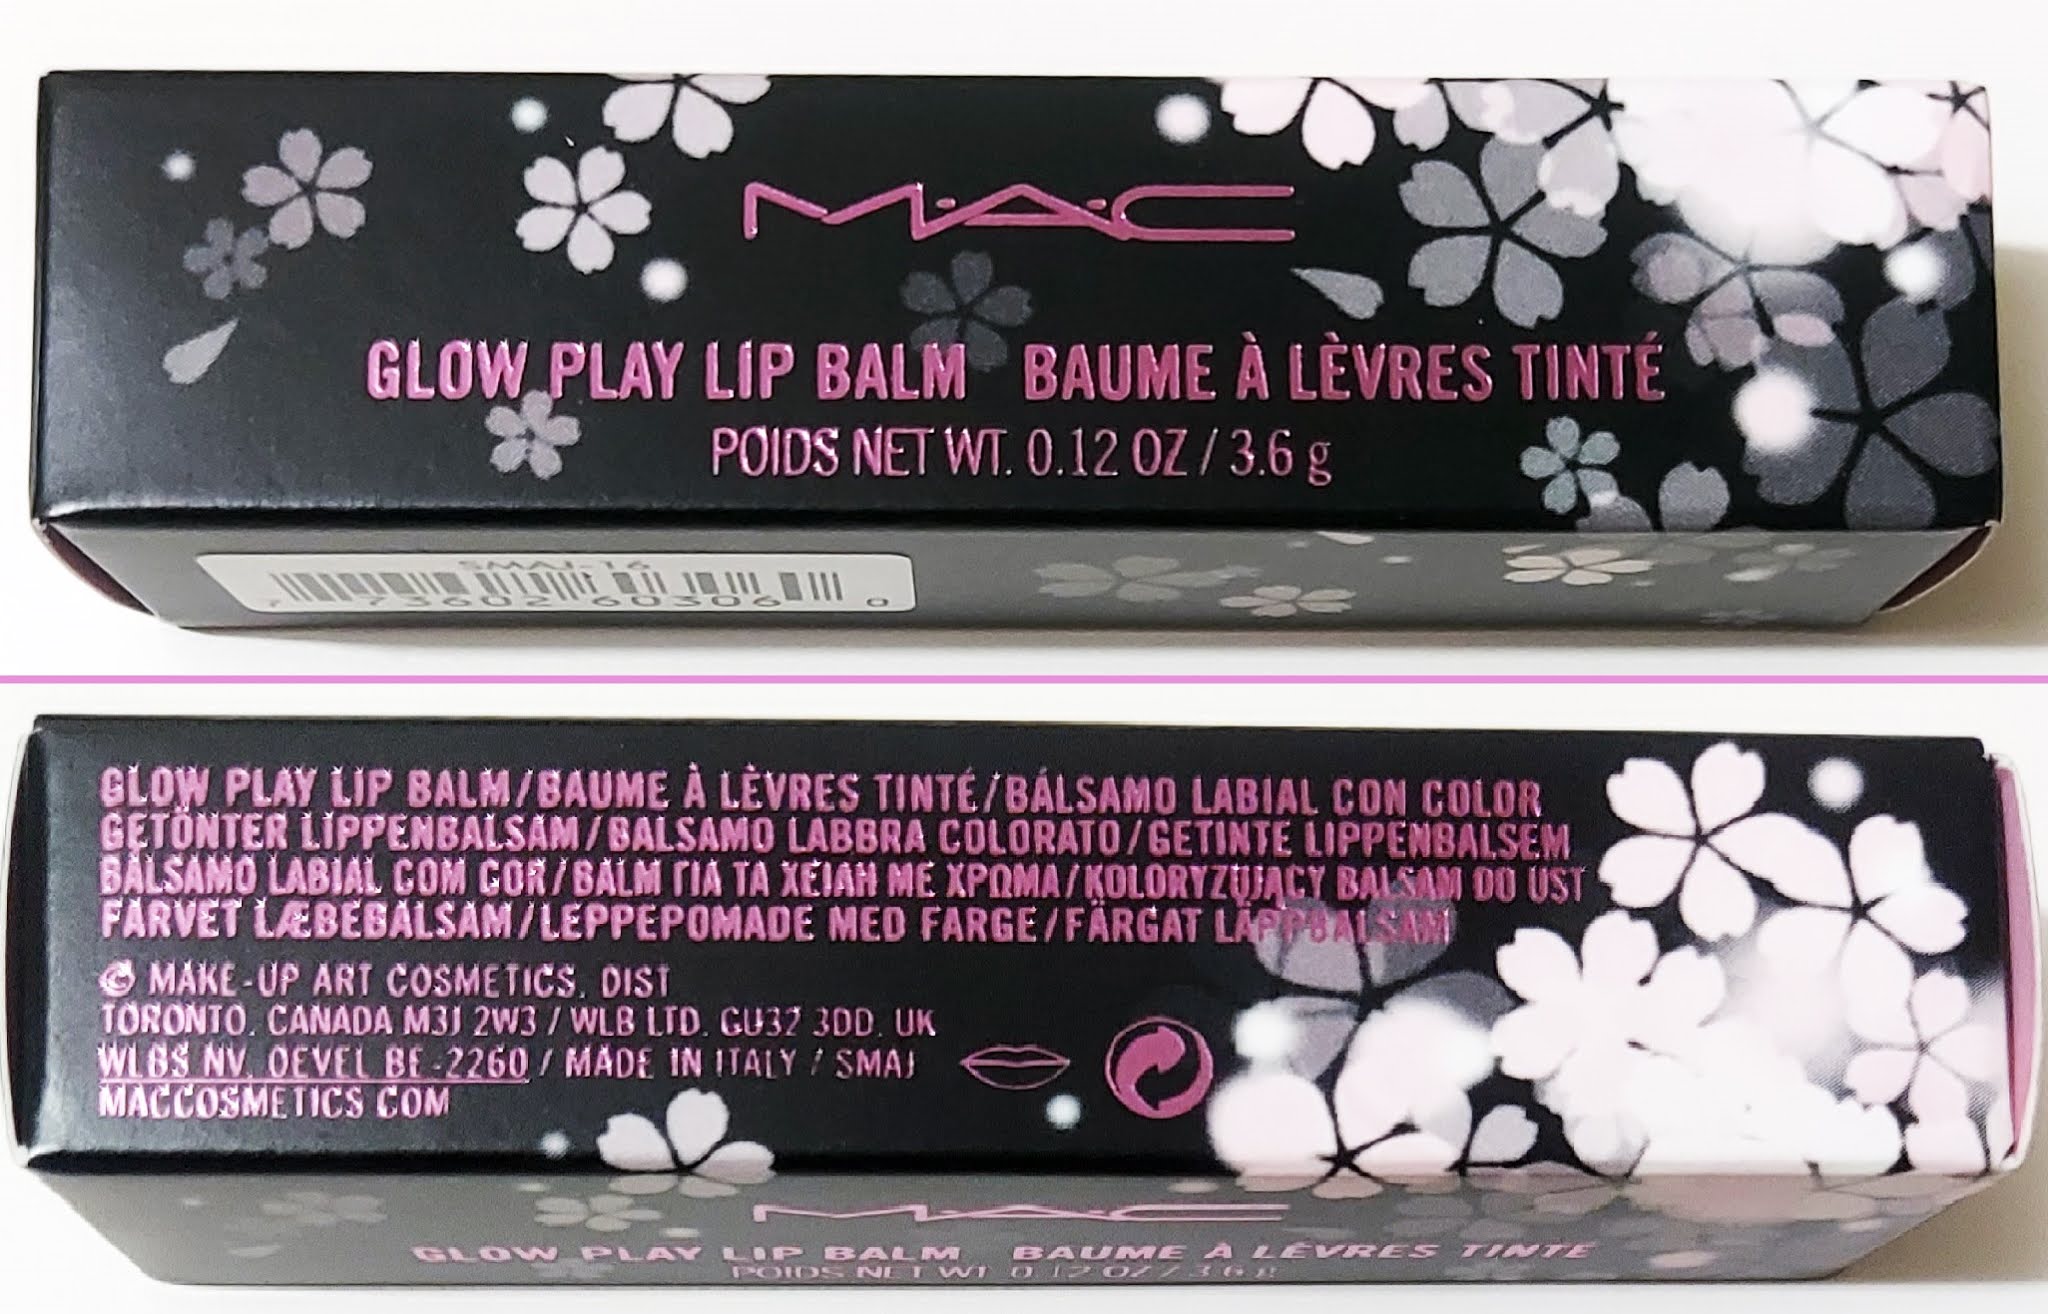 M·A·C
GLOW PLAY LIP BALM BAUME À LÈVRES TINTÉ
POIDS NET WT. 0.12 OZ / 3.6 g
SMAJ-16
7 73602 60306 0
GLOW PLAY LIP BALM/BAUME À LÈVRES TINTÉ/BÁLSAMO LABIAL CON COLOR
GETÖNTER LIPPENBALSAM/BALSAMO LABBRA COLORATO/GETINTE LIPPENBALSEM
BÁLSAMO LABIAL COM COR/BALM ΓΙΑ ΤΑ ΧΕΙΛΗ ΜΕ ΧΡΩΜΑ/KOLORYZUJĄCY BALSAM DO UST
FARVET LÆBEBALSAM/LEPPEPOMADE MED FARGE/FÄRGAT LÄPPBALSAM
© MAKE-UP ART COSMETICS, DIST
TORONTO, CANADA M3J 2W3 / WLB LTD. GU32 3DD. UK
WLBS NV. OEVEL BE-2260 / MADE IN ITALY / SMAJ
MACCOSMETICS.COM
M·A·C
GLOW PLAY LIP BALM BAUME À LÈVRES TINTÉ
POIDS NET WT. 0.12 OZ / 3.6 g